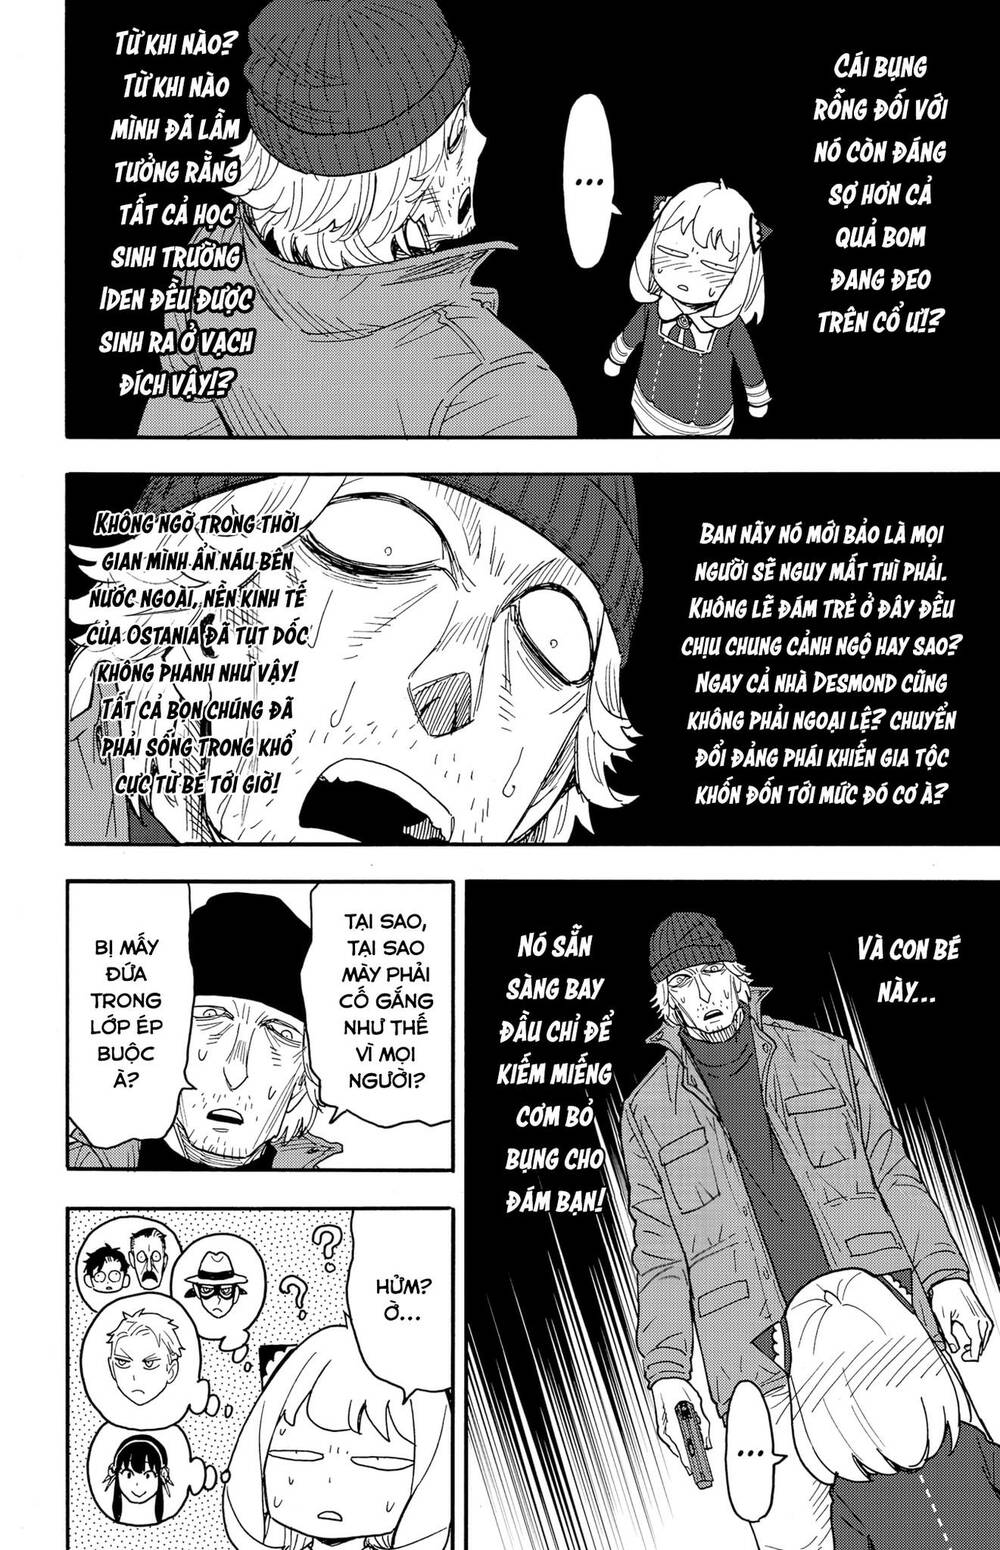 CÁI BỤNG
RỖNG ĐỐI VỚI
NÓ CÒN ĐÁNG
SỢ HƠN CẢ
QUẢ BOM
ĐANG ĐEO
TRÊN CỔ Ư!?
...
TỪ KHI NÀO?
TỪ KHI NÀO
MÌNH ĐÃ LẦM
TƯỞNG RẰNG
TẤT CẢ HỌC
SINH TRƯỜNG
IDEN ĐỀU ĐƯỢC
SINH RA Ở VẠCH
ĐÍCH VẬY!?
BAN NÃY NÓ MỚI BẢO LÀ MỌI
NGƯỜI SẼ NGUY MẤT THÌ PHẢI.
KHÔNG LẼ ĐÁM TRẺ Ở ĐÂY ĐỀU
CHỊU CHUNG CẢNH NGỘ HAY SAO?
NGAY CẢ NHÀ DESMOND CŨNG
KHÔNG PHẢI NGOẠI LỆ? CHUYỂN
ĐỔI ĐẢNG PHÁI KHIẾN GIA TỘC
KHỐN ĐỐN TỚI MỨC ĐÓ CƠ À?
KHÔNG NGỜ TRONG THỜI
GIAN MÌNH ẨN NÁU BÊN
NƯỚC NGOÀI, NỀN KINH TẾ
CỦA OSTANIA ĐÃ TỤT DỐC
KHÔNG PHANH NHƯ VẬY!
TẤT CẢ BỌN CHÚNG ĐÃ
PHẢI SỐNG TRONG KHỔ
CỰC TỪ BÉ TỚI GIỜ!
VÀ CON BÉ
NÀY...
NÓ SẴN
SÀNG BAY
ĐẦU CHỈ ĐỂ
KIẾM MIẾNG
CƠM BỎ
BỤNG CHO
ĐÁM BẠN!
...
TẠI SAO,
TẠI SAO
MÀY PHẢI
CỐ GẮNG
NHƯ THẾ
VÌ MỌI
NGƯỜI?
BỊ MẤY
ĐỨA
TRONG
LỚP ÉP
BUỘC
À?
HỬM?
Ờ...
?
?
?